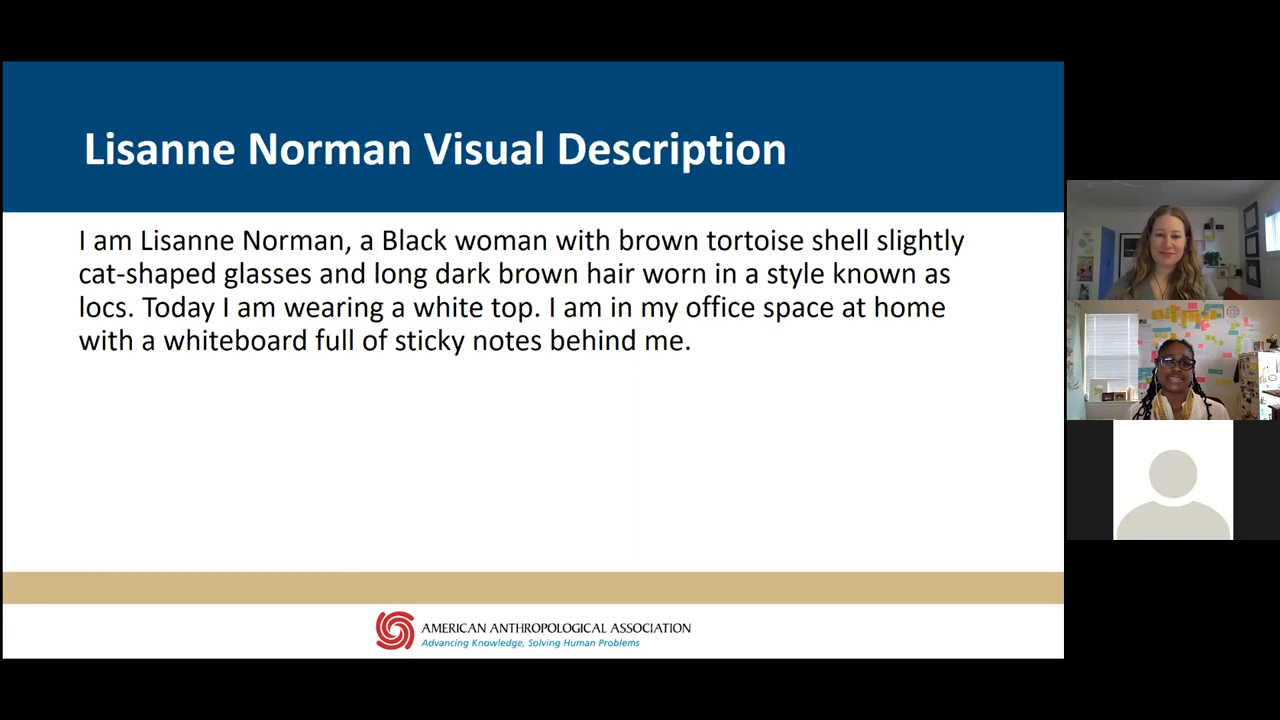 Lisanne Norman Visual Description
I am Lisanne Norman, a Black woman with brown tortoise shell slightly
cat-shaped glasses and long dark brown hair worn in a style known as
locs. Today I am wearing a white top. I am in my office space at home
with a whiteboard full of sticky notes behind me.
AMERICAN ANTHROPOLOGICAL ASSOCIATION
Advancing Knowledge, Solving Human Problems